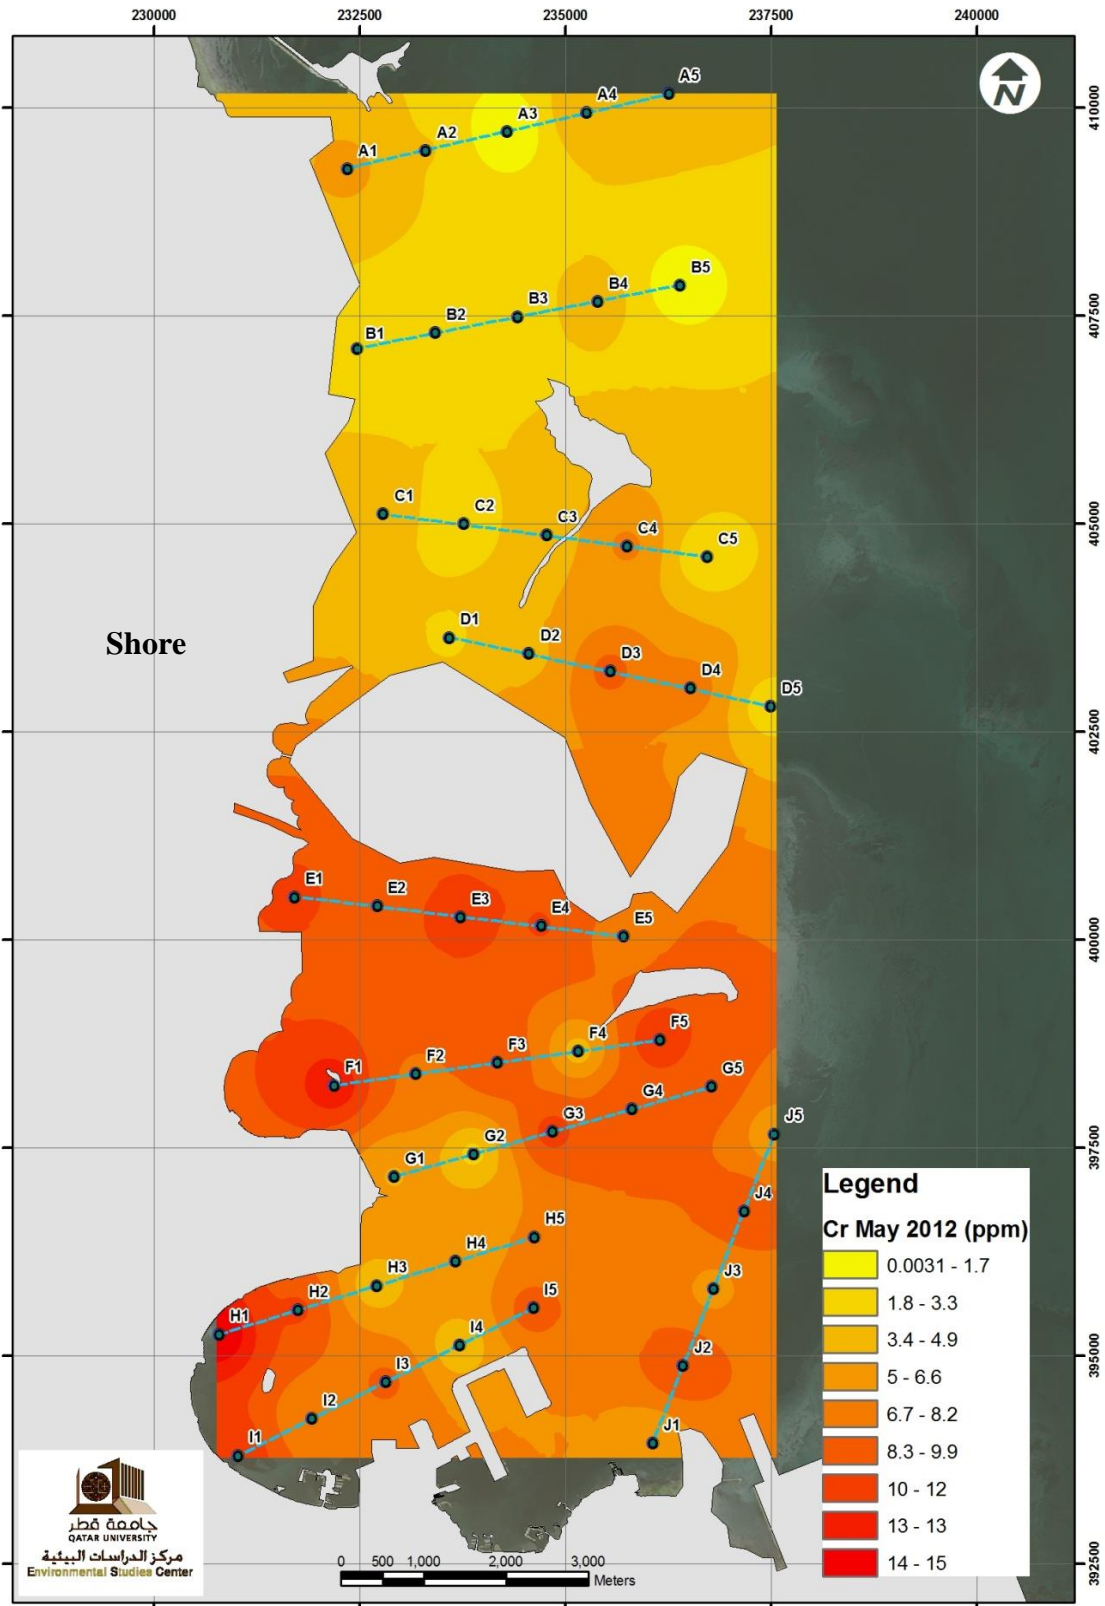 230000
232500
235000
237500
240000
N
A5
A4
A3
A2
A1
410000
B5
B4
B3
B2
B1
407500
C1
C2
C3
C4
C5
405000
Shore
D1
D2
D3
D4
D5
402500
E1
E2
E3
E4
E5
400000
F5
F4
F3
F2
F1
G5
G4
G3
G2
G1
J5
397500
J4
H5
H4
H3
H2
H1
J3
I5
I4
I3
I2
I1
J2
J1
395000
Legend
Cr May 2012 (ppm)
0.0031 - 1.7
1.8 - 3.3
3.4 - 4.9
5 - 6.6
6.7 - 8.2
8.3 - 9.9
10 - 12
13 - 13
14 - 15
جامعة قطر
QATAR UNIVERSITY
مركز الدراسات البيئية
Environmental Studies Center
0 500 1,000 2,000 3,000
Meters
392500